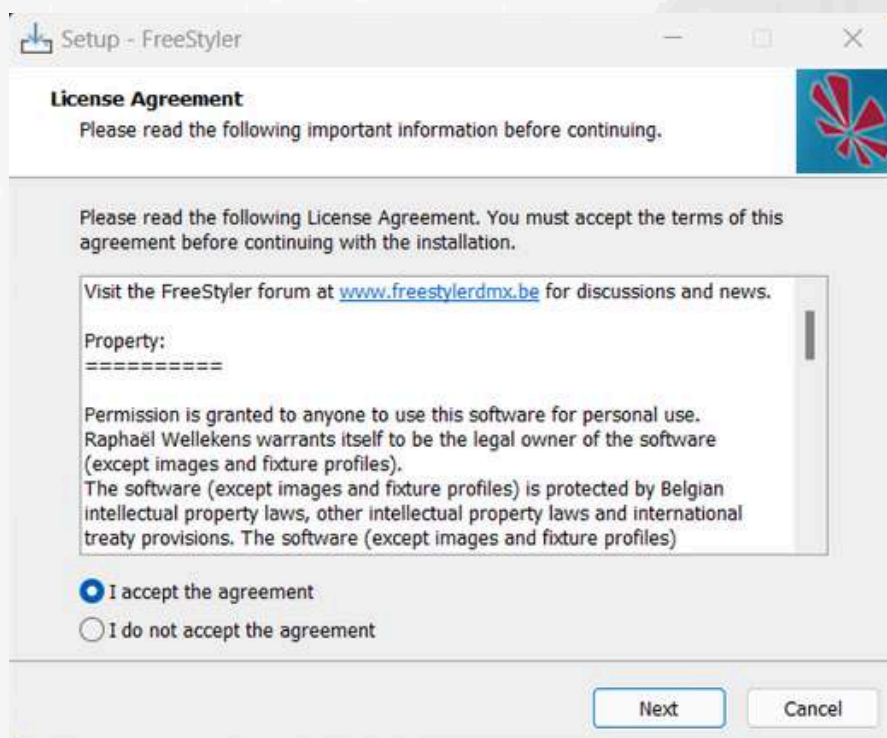 Setup - FreeStyler
License Agreement
Please read the following important information before continuing.
Please read the following License Agreement. You must accept the terms of this
agreement before continuing with the installation.
Visit the FreeStyler forum at www.freestylerdmx.be for discussions and news.
Property:
==========
Permission is granted to anyone to use this software for personal use.
Raphaël Wellekens warrants itself to be the legal owner of the software
(except images and fixture profiles).
The software (except images and fixture profiles) is protected by Belgian
intellectual property laws, other intellectual property laws and international
treaty provisions. The software (except images and fixture profiles)
I accept the agreement
I do not accept the agreement
Next
Cancel